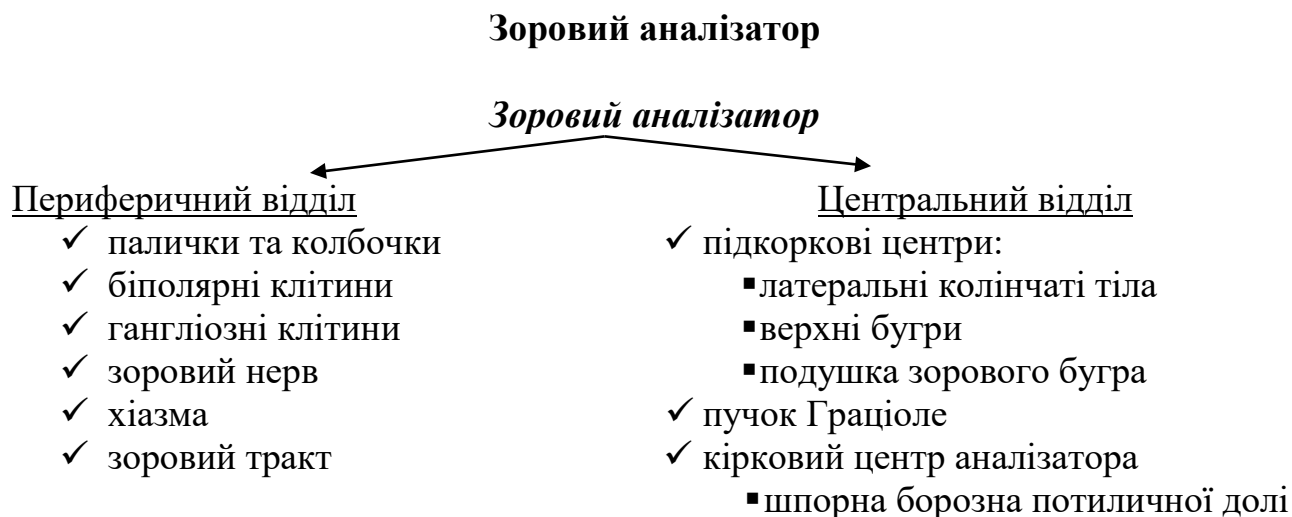 Зоровий аналізатор
Зоровий аналізатор
Периферичний відділ
✓ палички та колбочки
✓ біполярні клітини
✓ гангліозні клітини
✓ зоровий нерв
✓ хіазма
✓ зоровий тракт
Центральний відділ
✓ підкоркові центри:
▪латеральні колінчаті тіла
▪верхні бугри
▪подушка зорового бугра
✓ пучок Граціоле
✓ кірковий центр аналізатора
▪шпорна борозна потиличної долі